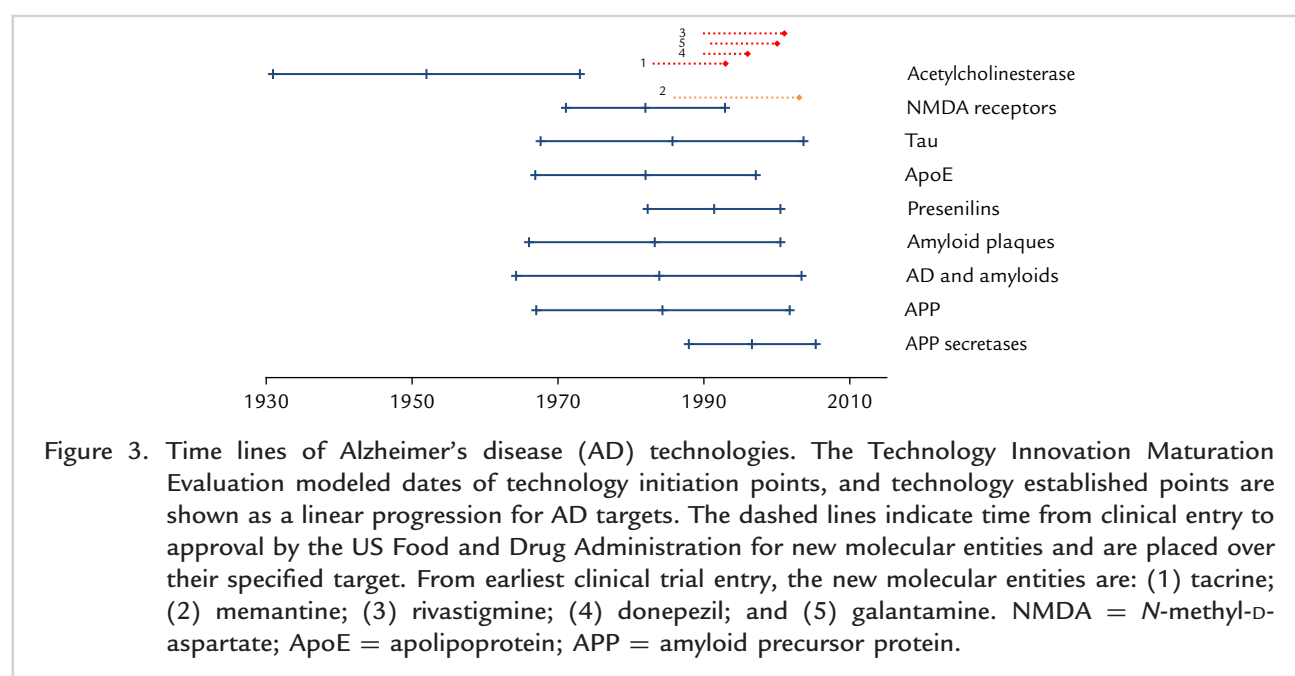 3
5
4
1
Acetylcholinesterase
2
NMDA receptors
Tau
ApoE
Presenilins
Amyloid plaques
AD and amyloids
APP
APP secretases
1930 1950 1970 1990 2010
Figure 3. Time lines of Alzheimer's disease (AD) technologies. The Technology Innovation Maturation
Evaluation modeled dates of technology initiation points, and technology established points are
shown as a linear progression for AD targets. The dashed lines indicate time from clinical entry to
approval by the US Food and Drug Administration for new molecular entities and are placed over
their specified target. From earliest clinical trial entry, the new molecular entities are: (1) tacrine;
(2) memantine; (3) rivastigmine; (4) donepezil; and (5) galantamine. NMDA = N-methyl-D-
aspartate; ApoE = apolipoprotein; APP = amyloid precursor protein.